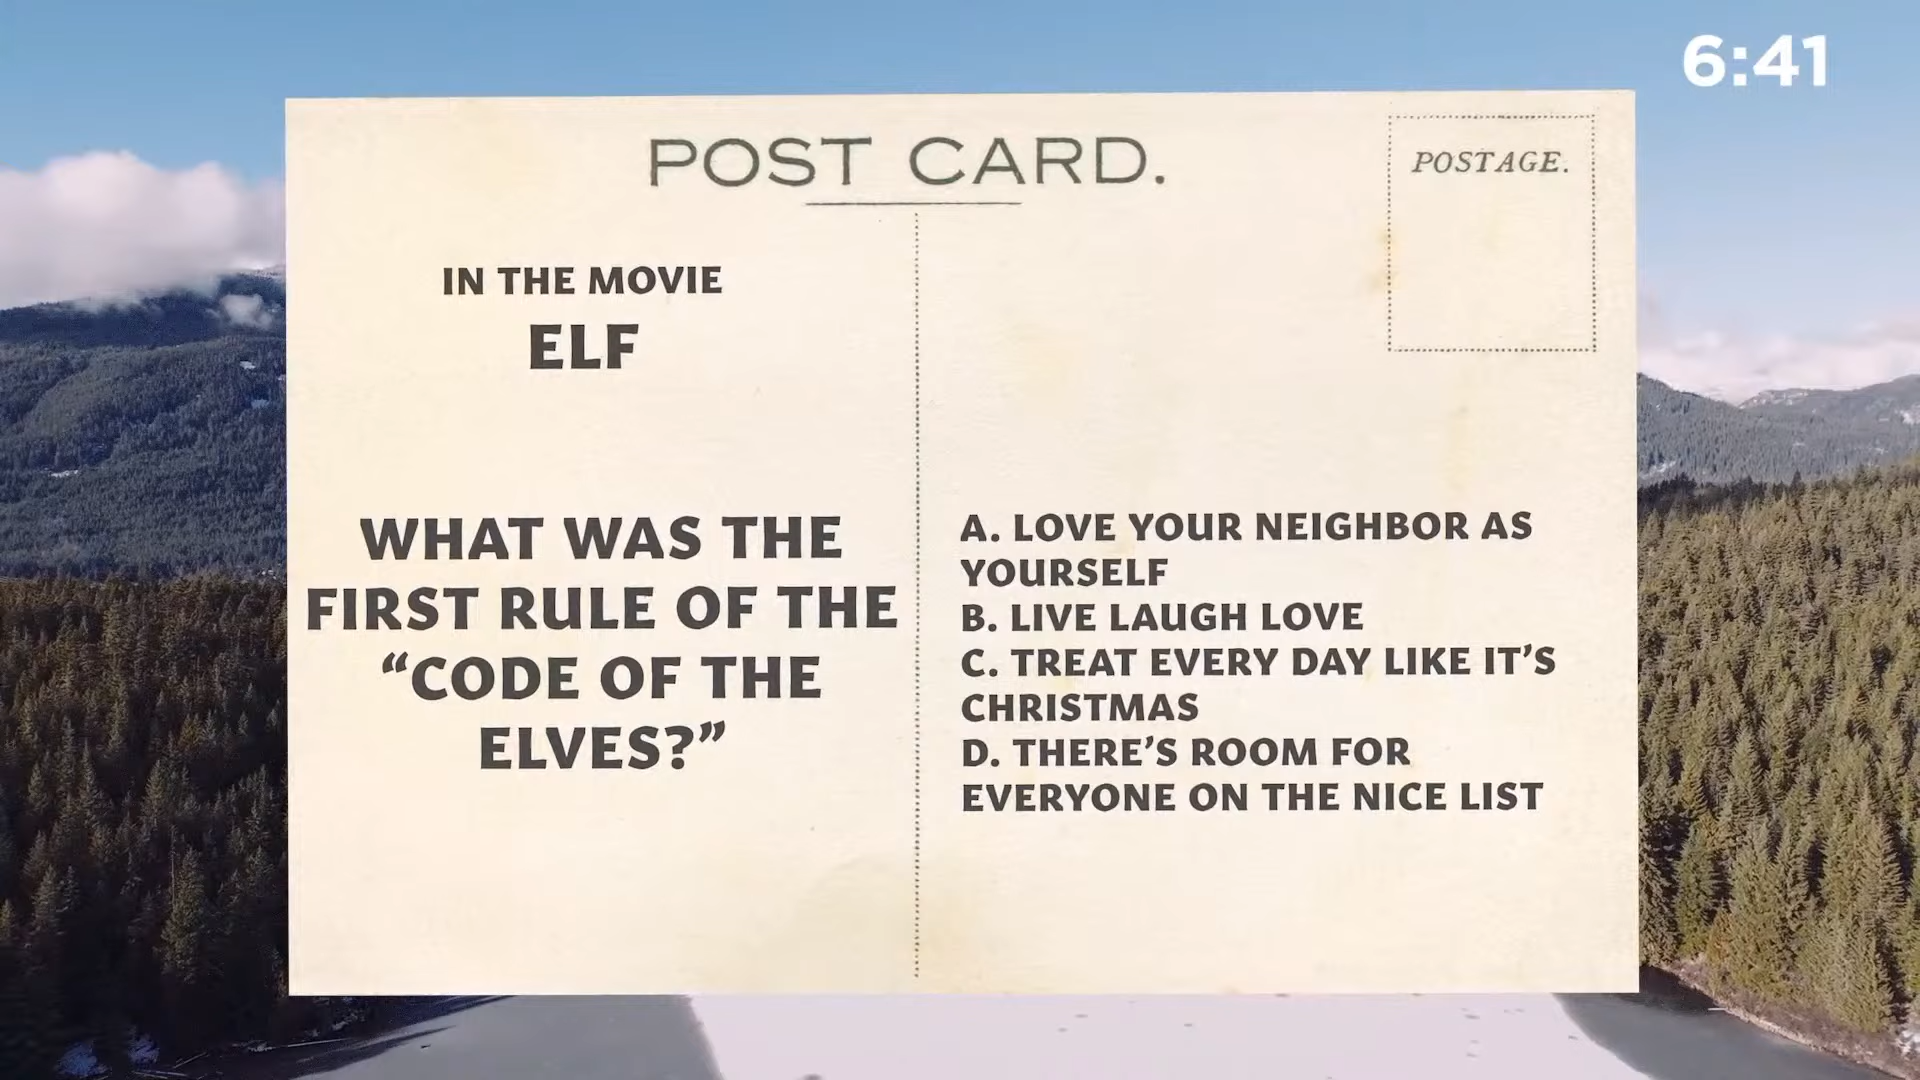 6:41
POST CARD.
POSTAGE.
IN THE MOVIE
ELF
WHAT WAS THE
FIRST RULE OF THE
“CODE OF THE
ELVES?”
A. LOVE YOUR NEIGHBOR AS
YOURSELF
B. LIVE LAUGH LOVE
C. TREAT EVERY DAY LIKE IT’S
CHRISTMAS
D. THERE’S ROOM FOR
EVERYONE ON THE NICE LIST